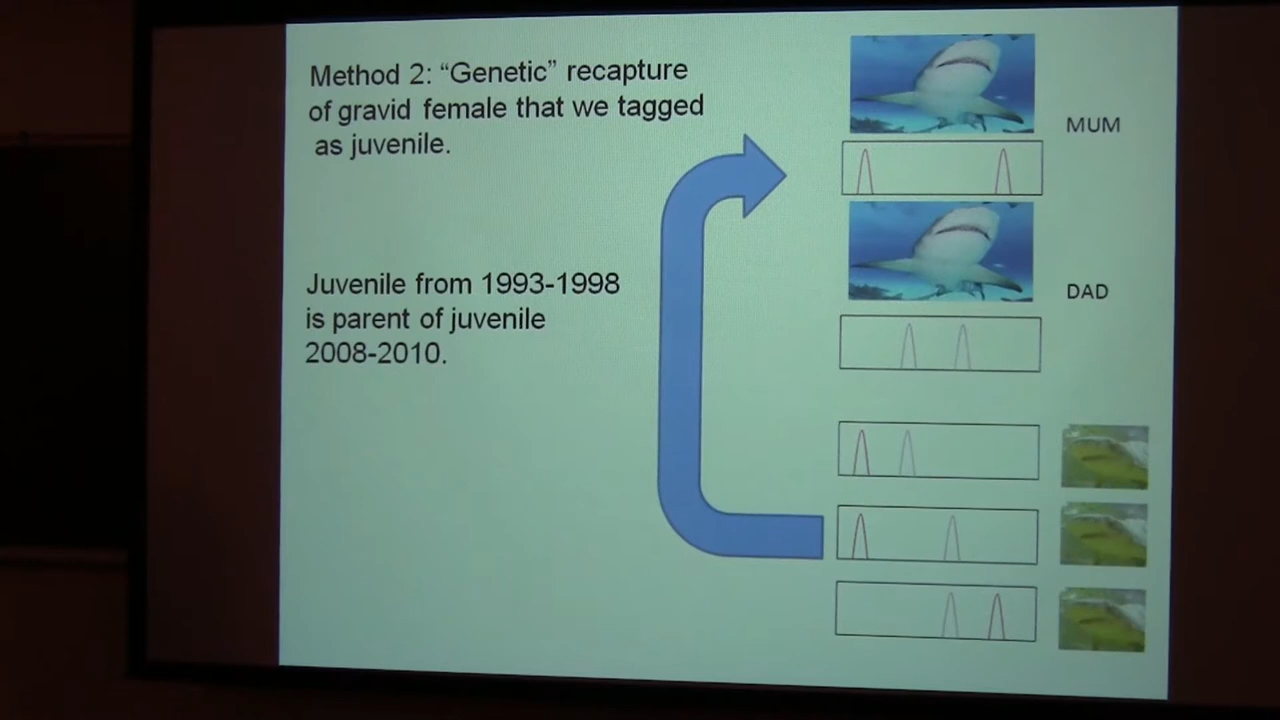 Method 2: “Genetic” recapture
of gravid female that we tagged
as juvenile.
MUM
Juvenile from 1993-1998
is parent of juvenile
2008-2010.
DAD